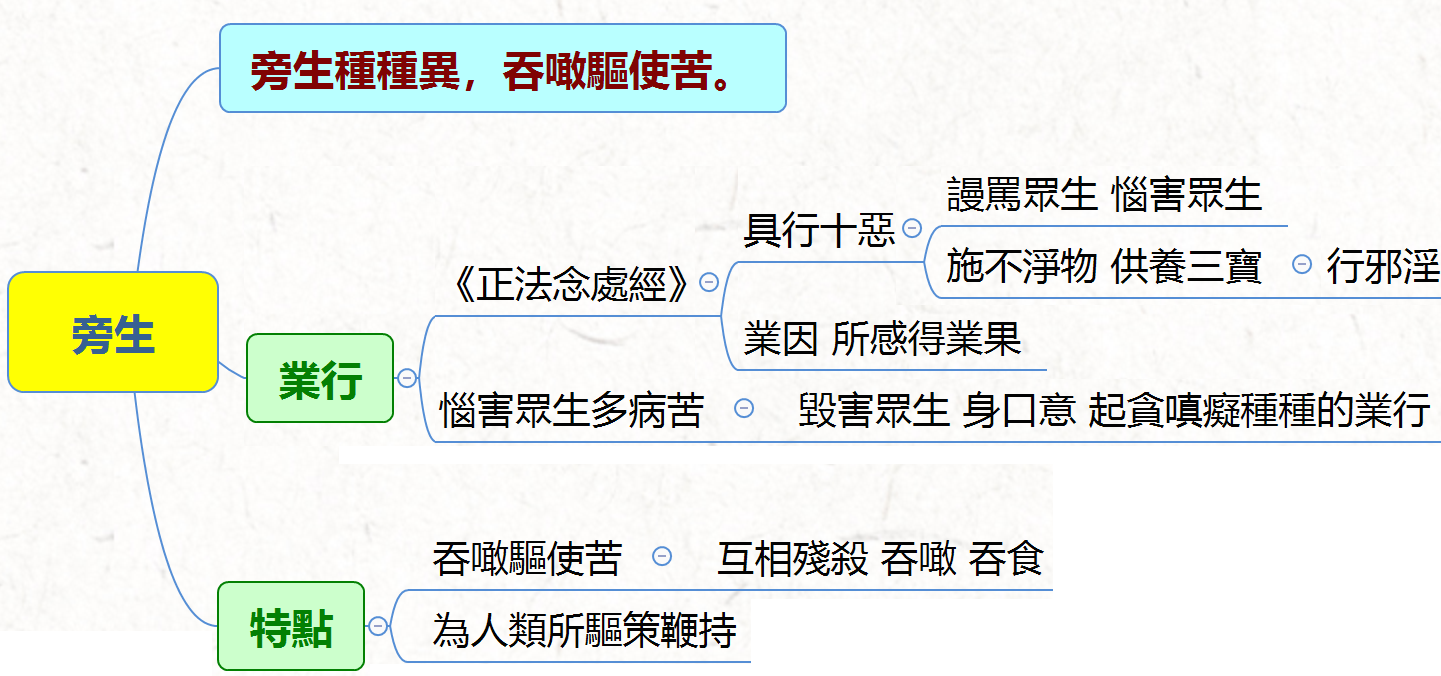 旁生種種異，吞噉驅使苦。
旁生
業行
《正法念處經》
具行十惡
謾罵眾生 惱害眾生
施不淨物 供養三寶
行邪淫
業因 所感得業果
惱害眾生多病苦
毀害眾生 身口意 起貪嗔癡種種的業行
特點
吞噉驅使苦
互相殘殺 吞噉 吞食
為人類所驅策鞭持